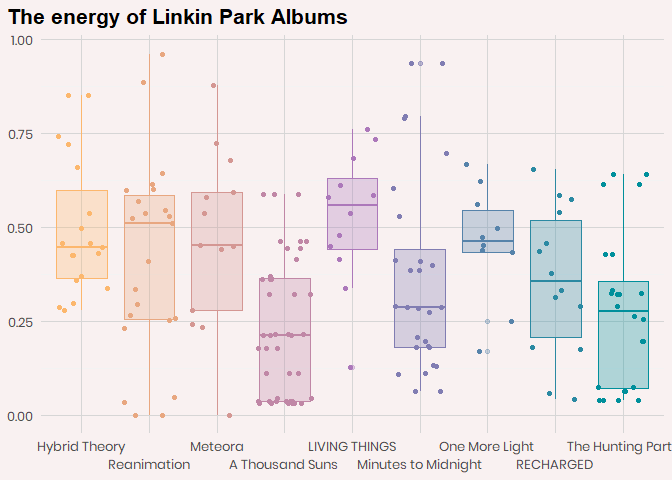 The energy of Linkin Park Albums
1.00
0.75
0.50
0.25
0.00
Hybrid Theory
Reanimation
Meteora
A Thousand Suns
LIVING THINGS
Minutes to Midnight
One More Light
RECHARGED
The Hunting Part